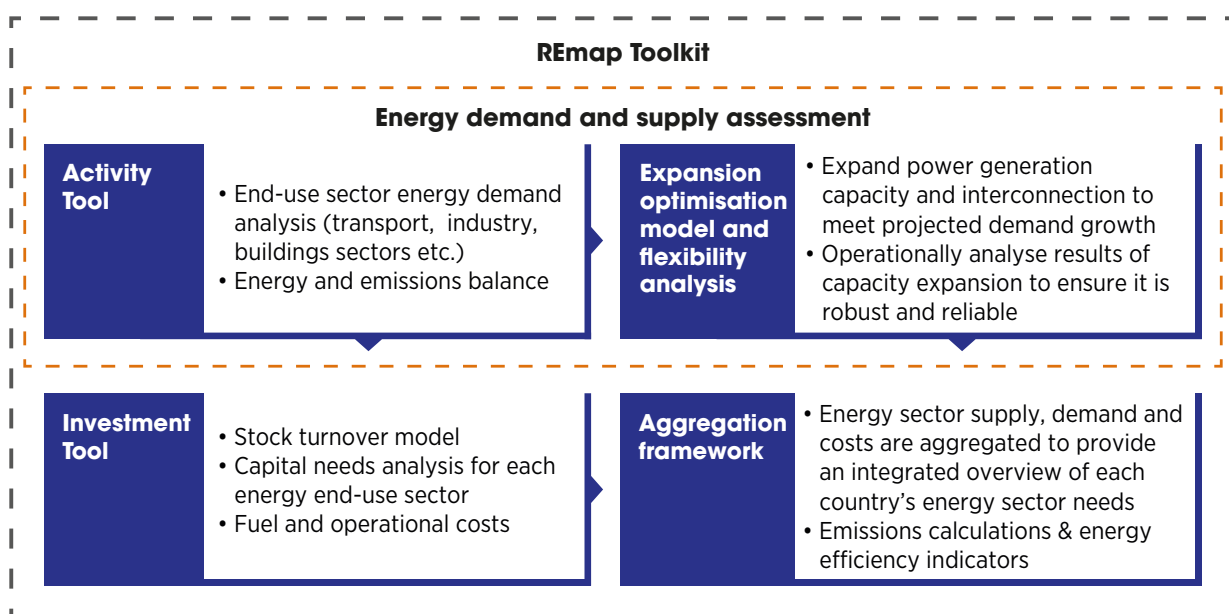 REmap Toolkit
Energy demand and supply assessment
Activity
Tool
• End-use sector energy demand
analysis (transport, industry,
buildings sectors etc.)
• Energy and emissions balance
Expansion
optimisation
model and
flexibility
analysis
• Expand power generation
capacity and interconnection to
meet projected demand growth
• Operationally analyse results of
capacity expansion to ensure it is
robust and reliable
Investment
Tool
• Stock turnover model
• Capital needs analysis for each
energy end-use sector
• Fuel and operational costs
Aggregation
framework
• Energy sector supply, demand and
costs are aggregated to provide
an integrated overview of each
country’s energy sector needs
• Emissions calculations & energy
efficiency indicators